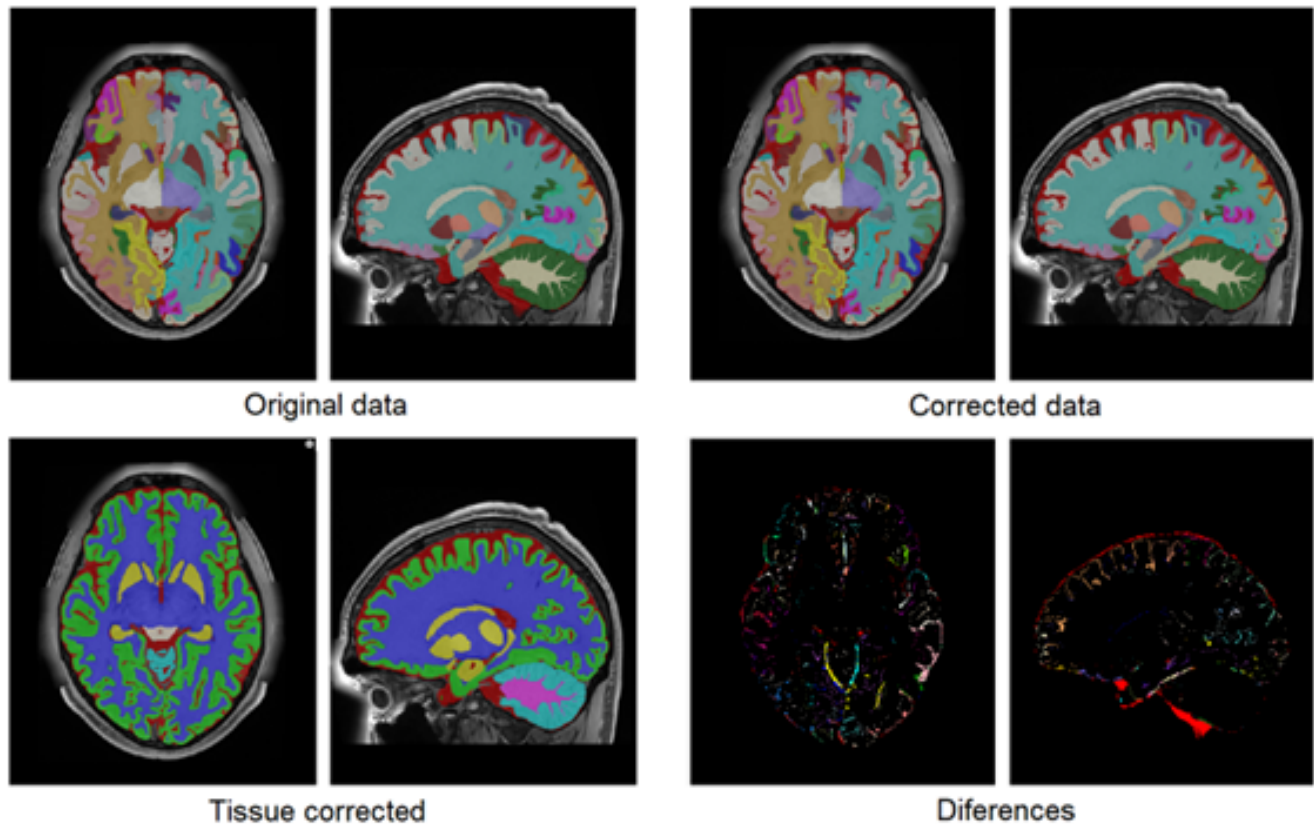 Original data
Corrected data
Tissue corrected
Diferences